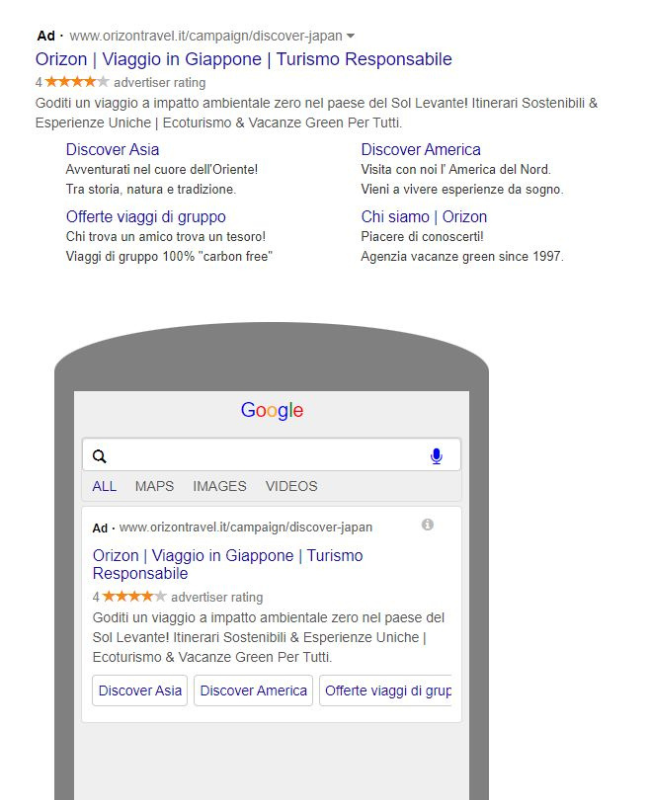 Ad · www.orizontravel.it/campaign/discover-japan
Orizon | Viaggio in Giappone | Turismo Responsabile
4 advertiser rating
Goditi un viaggio a impatto ambientale zero nel paese del Sol Levante! Itinerari Sostenibili &
Esperienze Uniche | Ecoturismo & Vacanze Green Per Tutti.
Discover Asia
Avventurati nel cuore dell'Oriente!
Tra storia, natura e tradizione.
Discover America
Visita con noi l' America del Nord.
Vieni a vivere esperienze da sogno.
Offerte viaggi di gruppo
Chi trova un amico trova un tesoro!
Viaggi di gruppo 100% "carbon free"
Chi siamo | Orizon
Piacere di conoscerti!
Agenzia vacanze green since 1997.
Google
ALL MAPS IMAGES VIDEOS
Ad · www.orizontravel.it/campaign/discover-japan
Orizon | Viaggio in Giappone | Turismo
Responsabile
4 advertiser rating
Goditi un viaggio a impatto ambientale zero nel paese del
Sol Levante! Itinerari Sostenibili & Esperienze Uniche |
Ecoturismo & Vacanze Green Per Tutti.
Discover Asia Discover America Offerte viaggi di grup